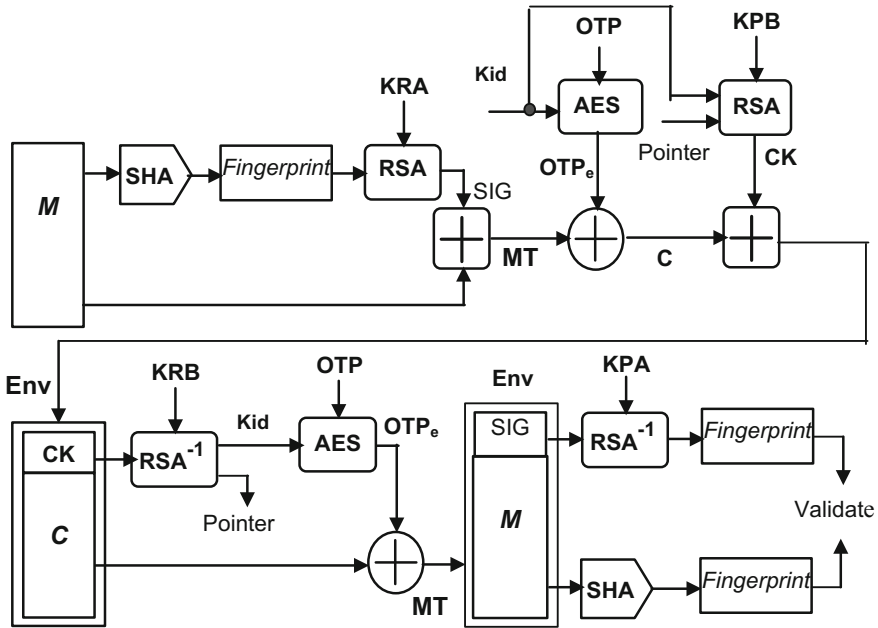 OTP
KPB
Kid
KRA
AES
RSA
Pointer
CK
OTPe
SHA
Fingerprint
RSA
SIG
M
MT
C
Env
KRB
OTP
Env
KPA
Kid
OTPe
CK
RSA-1
AES
SIG
RSA-1
Fingerprint
Pointer
C
M
Validate
MT
SHA
Fingerprint